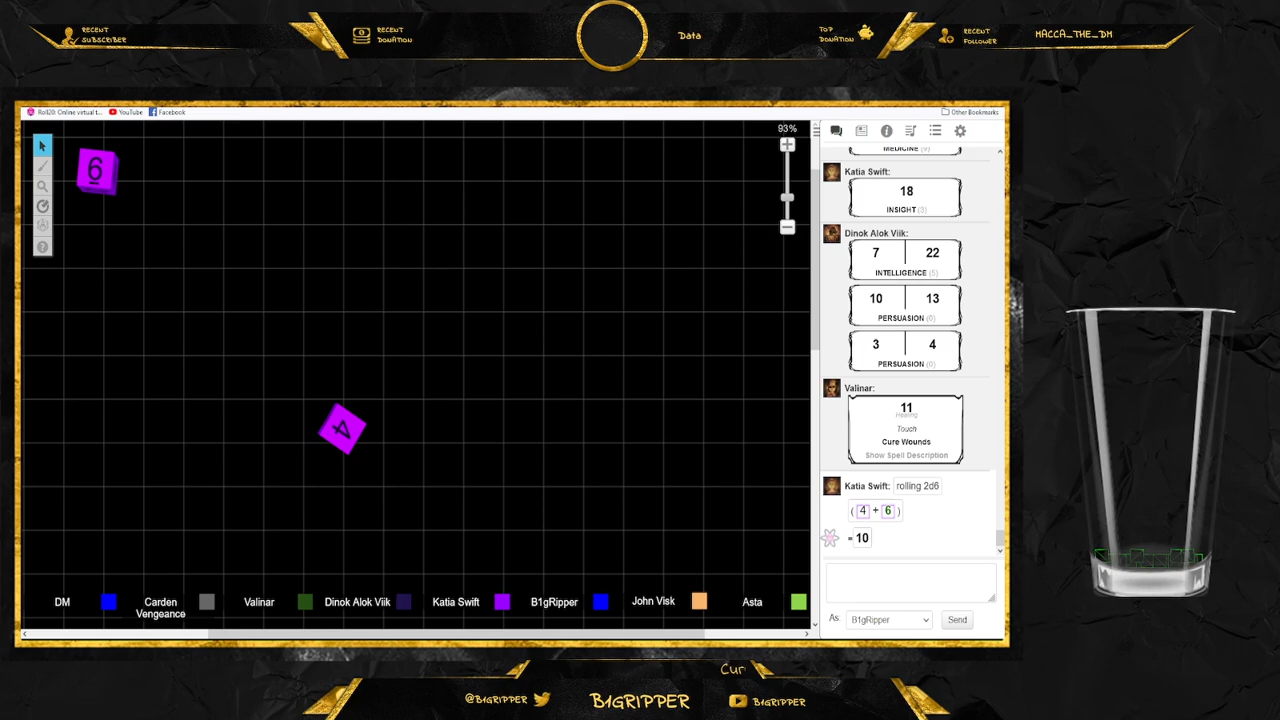 RECENT
SUBSCRIBER
RECENT
DONATION
Data
TOP
DONATION
RECENT
FOLLOWER
MACCA_THE_DM
Roll20: Online virtual t...
YouTube
Facebook
Other Bookmarks
93%
6
4
MEDICINE (9)
Katia Swift:
18
INSIGHT (3)
Dinok Alok Viik:
7 22
INTELLIGENCE (5)
10 13
PERSUASION (0)
3 4
PERSUASION (0)
Valinar:
11
Healing
Touch
Cure Wounds
Show Spell Description
Katia Swift: rolling 2d6
(4 + 6)
= 10
DM
Carden
Vengeance
Valinar
Dinok Alok Viik
Katia Swift
B1gRipper
John Visk
Asta
As: B1gRipper
Send
Cur
@B1GRIPPER
B1GRIPPER
B1GRIPPER